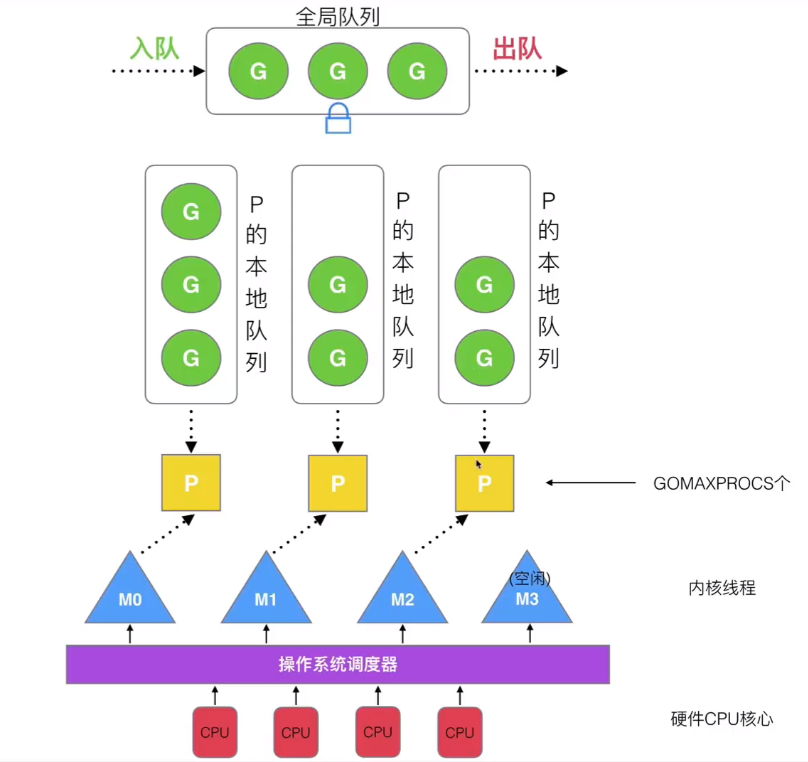 全局队列
入队
G
G
G
出队
G
G
G
P的本地队列
G
G
P的本地队列
G
G
P的本地队列
P
P
P
GOMAXPROCS个
M0
M1
M2
(空闲)
M3
内核线程
操作系统调度器
CPU
CPU
CPU
CPU
硬件CPU核心